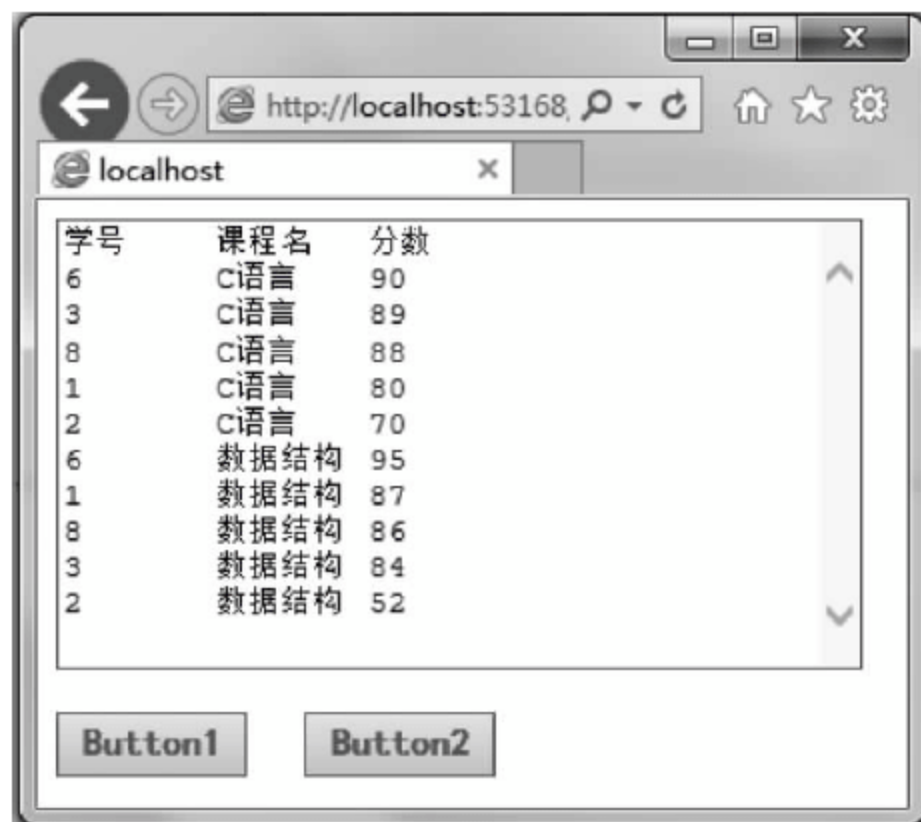 http://localhost:53168,
localhost
学号 课程名 分数
6 C语言 90
3 C语言 89
8 C语言 88
1 C语言 80
2 C语言 70
6 数据结构 95
1 数据结构 87
8 数据结构 86
3 数据结构 84
2 数据结构 52
Button1 Button2